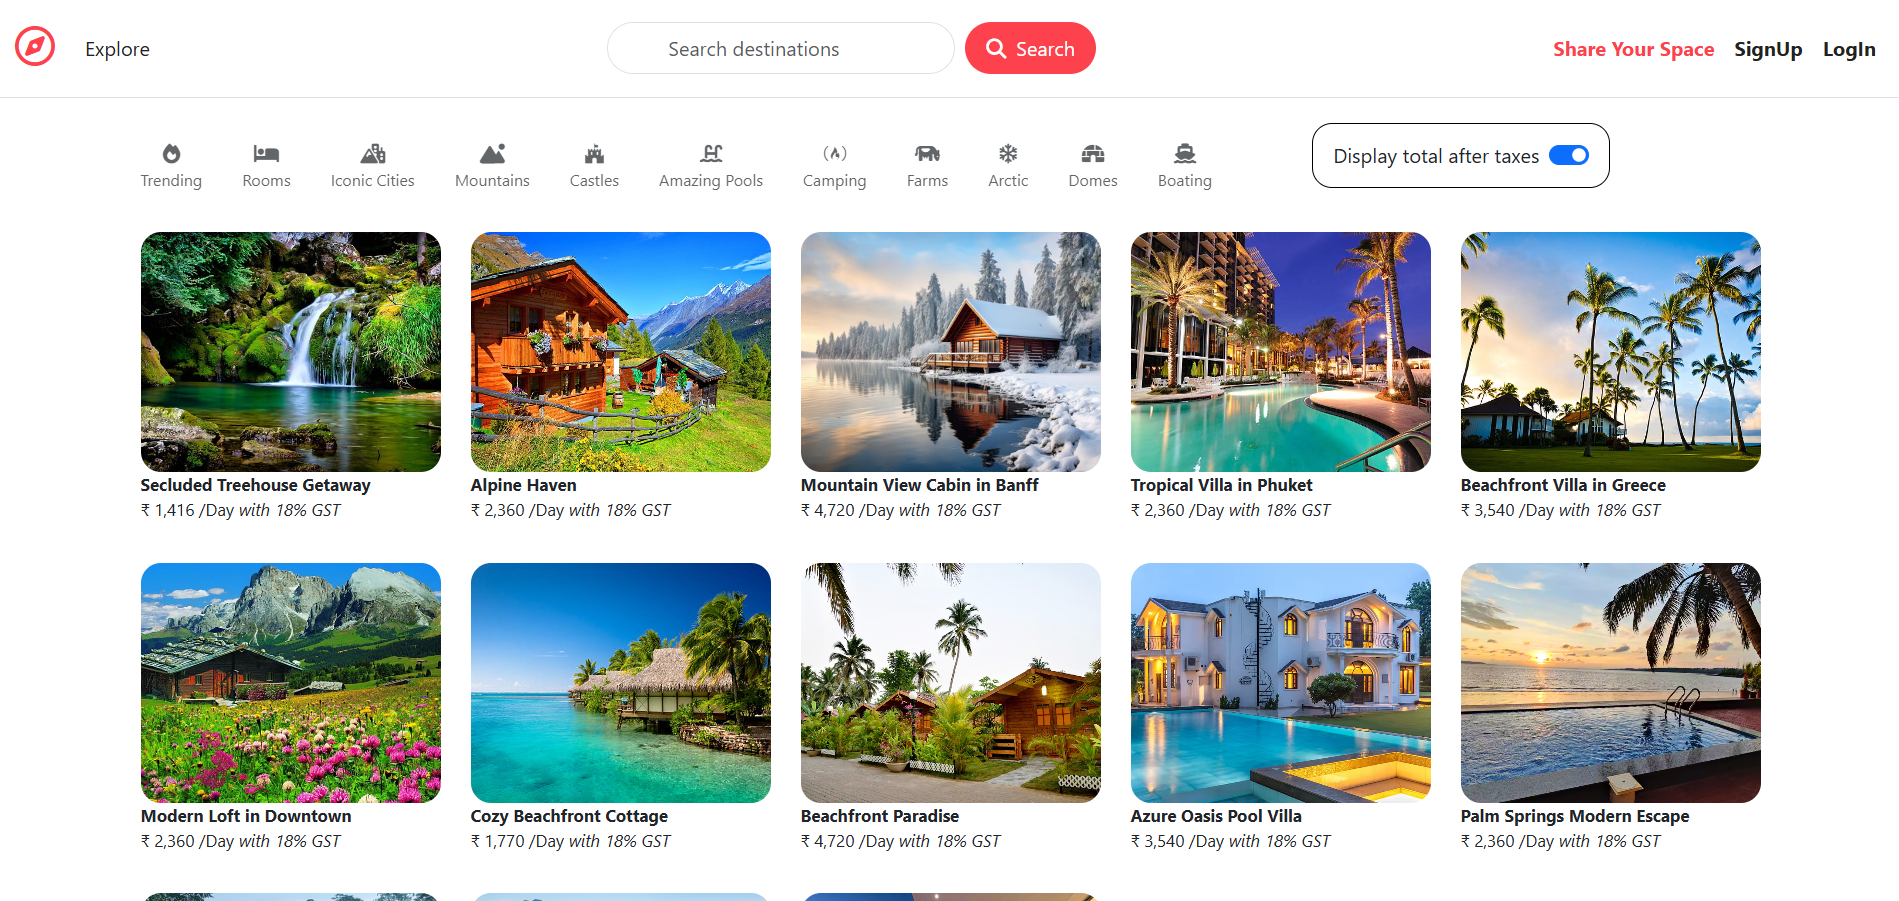 Explore
Search destinations
Search
Share Your Space
SignUp
LogIn
Trending
Rooms
Iconic Cities
Mountains
Castles
Amazing Pools
Camping
Farms
Arctic
Domes
Boating
Display total after taxes
Secluded Treehouse Getaway
₹ 1,416 /Day with 18% GST
Alpine Haven
₹ 2,360 /Day with 18% GST
Mountain View Cabin in Banff
₹ 4,720 /Day with 18% GST
Tropical Villa in Phuket
₹ 2,360 /Day with 18% GST
Beachfront Villa in Greece
₹ 3,540 /Day with 18% GST
Modern Loft in Downtown
₹ 2,360 /Day with 18% GST
Cozy Beachfront Cottage
₹ 1,770 /Day with 18% GST
Beachfront Paradise
₹ 4,720 /Day with 18% GST
Azure Oasis Pool Villa
₹ 3,540 /Day with 18% GST
Palm Springs Modern Escape
₹ 2,360 /Day with 18% GST